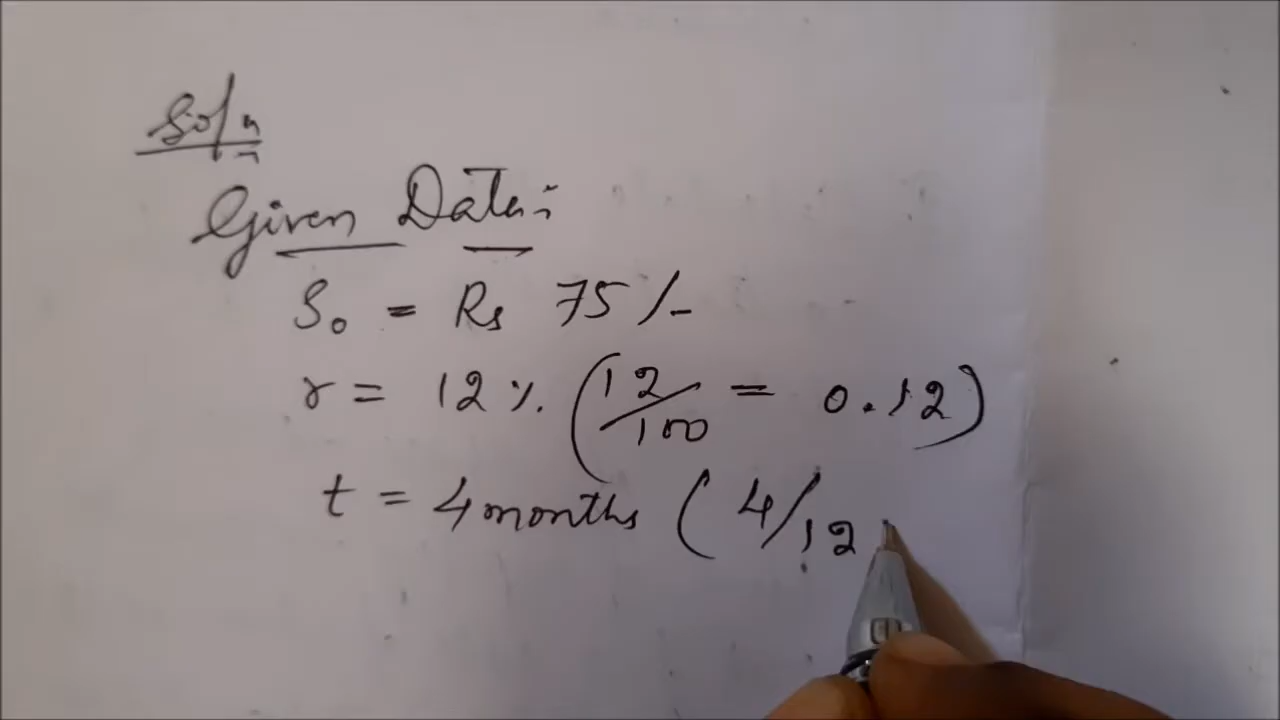 Soln
Given Data:
S₀ = Rs 75/-
r = 12%. (12/100 = 0.12)
t = 4 months ( 4/12